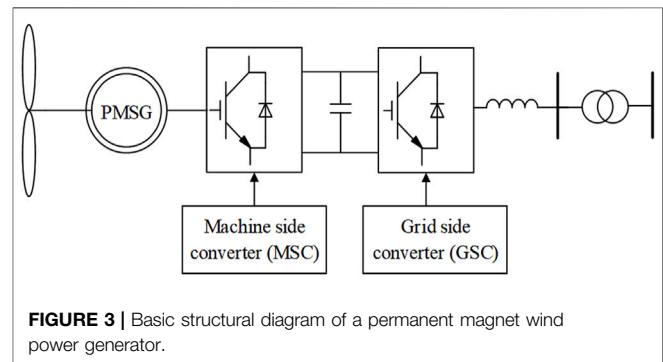 PMSG
Machine side
converter (MSC)
Grid side
converter (GSC)
FIGURE 3 | Basic structural diagram of a permanent magnet wind
power generator.